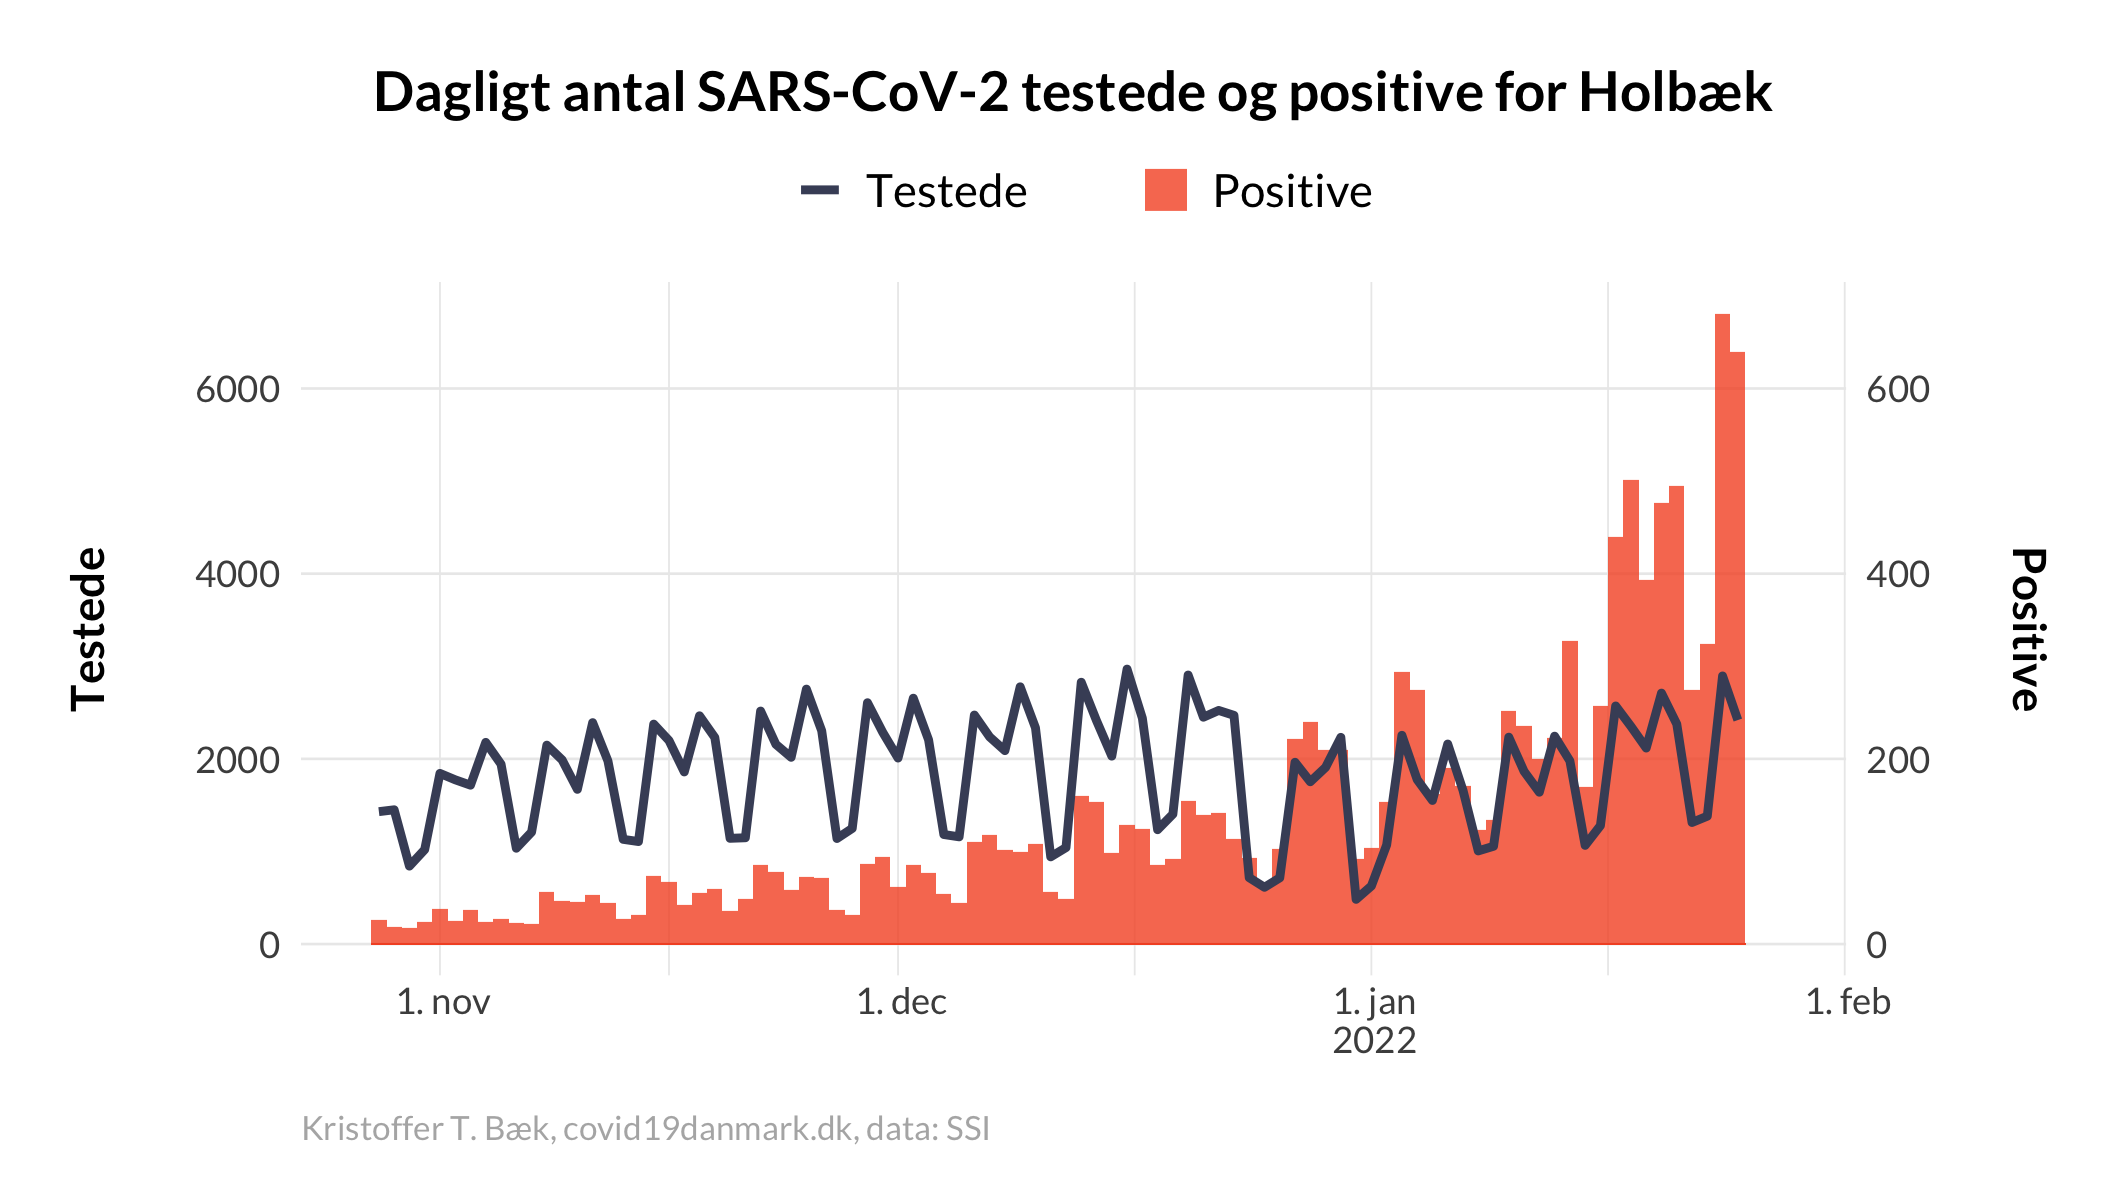 Dagligt antal SARS-CoV-2 testede og positive for Holbæk
Testede
Positive
6000
4000
2000
0
Testede
600
400
200
0
Positive
1. nov
1. dec
1. jan
2022
1. feb
Kristoffer T. Bæk, covid19danmark.dk, data: SSI